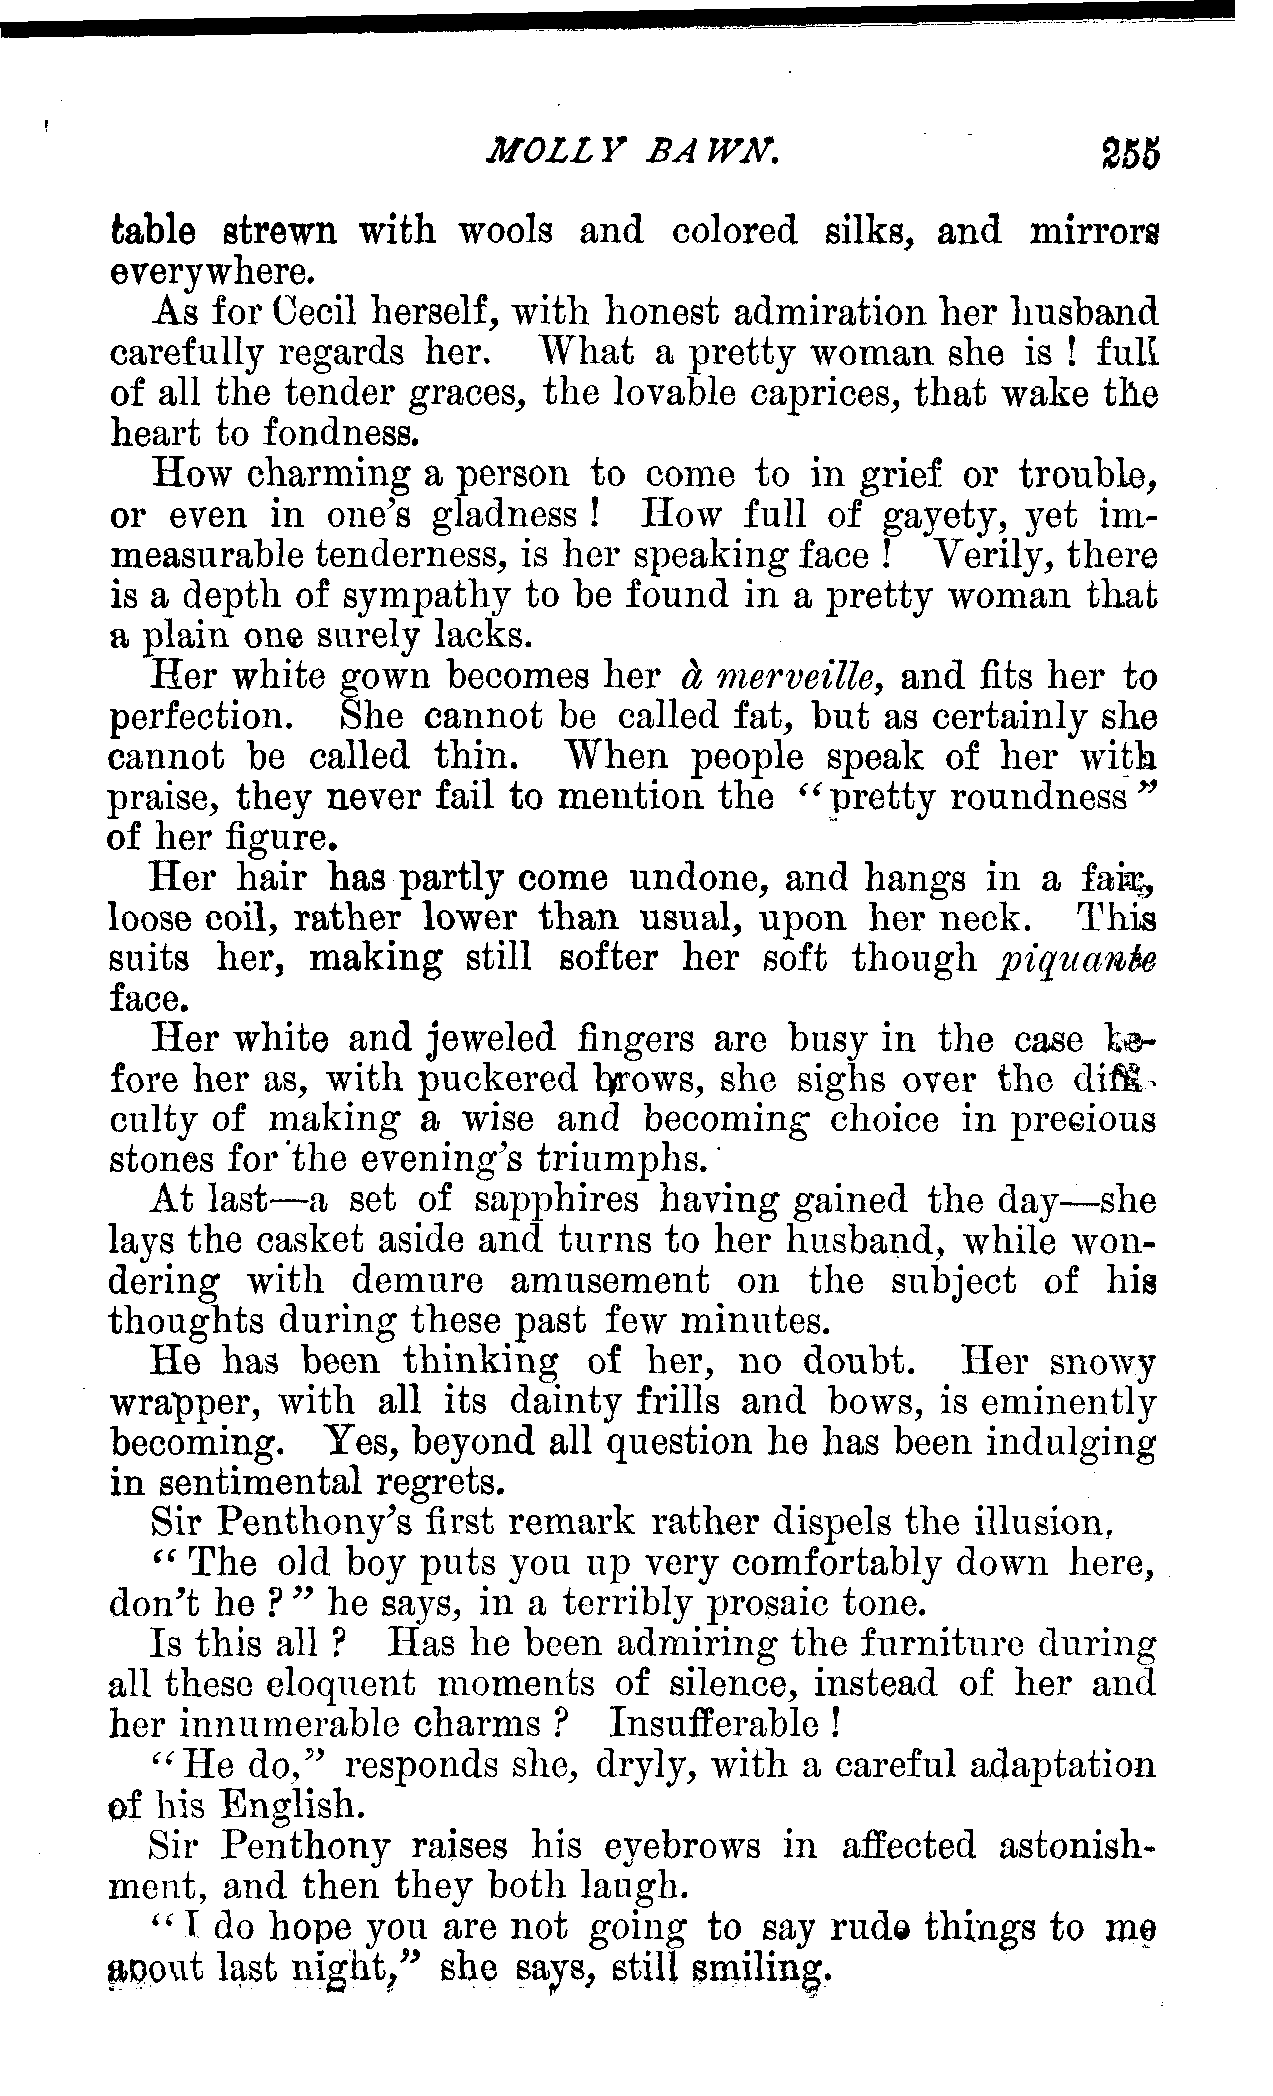 MOLLY BAWN. 255
table strewn with wools and colored silks, and mirrors
everywhere.
As for Cecil herself, with honest admiration her husband
carefully regards her. What a pretty woman she is ! full
of all the tender graces, the lovable caprices, that wake the
heart to fondness.
How charming a person to come to in grief or trouble,
or even in one's gladness ! How full of gayety, yet im-
measurable tenderness, is her speaking face ! Verily, there
is a depth of sympathy to be found in a pretty woman that
a plain one surely lacks.
Her white gown becomes her à merveille, and fits her to
perfection. She cannot be called fat, but as certainly she
cannot be called thin. When people speak of her with
praise, they never fail to mention the "pretty roundness"
of her figure.
Her hair has partly come undone, and hangs in a fair,
loose coil, rather lower than usual, upon her neck. This
suits her, making still softer her soft though piquante
face.
Her white and jeweled fingers are busy in the case be-
fore her as, with puckered brows, she sighs over the diffi-
culty of making a wise and becoming choice in precious
stones for the evening's triumphs.
At last—a set of sapphires having gained the day—she
lays the casket aside and turns to her husband, while won-
dering with demure amusement on the subject of his
thoughts during these past few minutes.
He has been thinking of her, no doubt. Her snowy
wrapper, with all its dainty frills and bows, is eminently
becoming. Yes, beyond all question he has been indulging
in sentimental regrets.
Sir Penthony's first remark rather dispels the illusion,
"The old boy puts you up very comfortably down here,
don't he ?" he says, in a terribly prosaic tone.
Is this all ? Has he been admiring the furniture during
all these eloquent moments of silence, instead of her and
her innumerable charms ? Insufferable !
"He do," responds she, dryly, with a careful adaptation
of his English.
Sir Penthony raises his eyebrows in affected astonish-
ment, and then they both laugh.
"I do hope you are not going to say rude things to me
about last night," she says, still smiling.